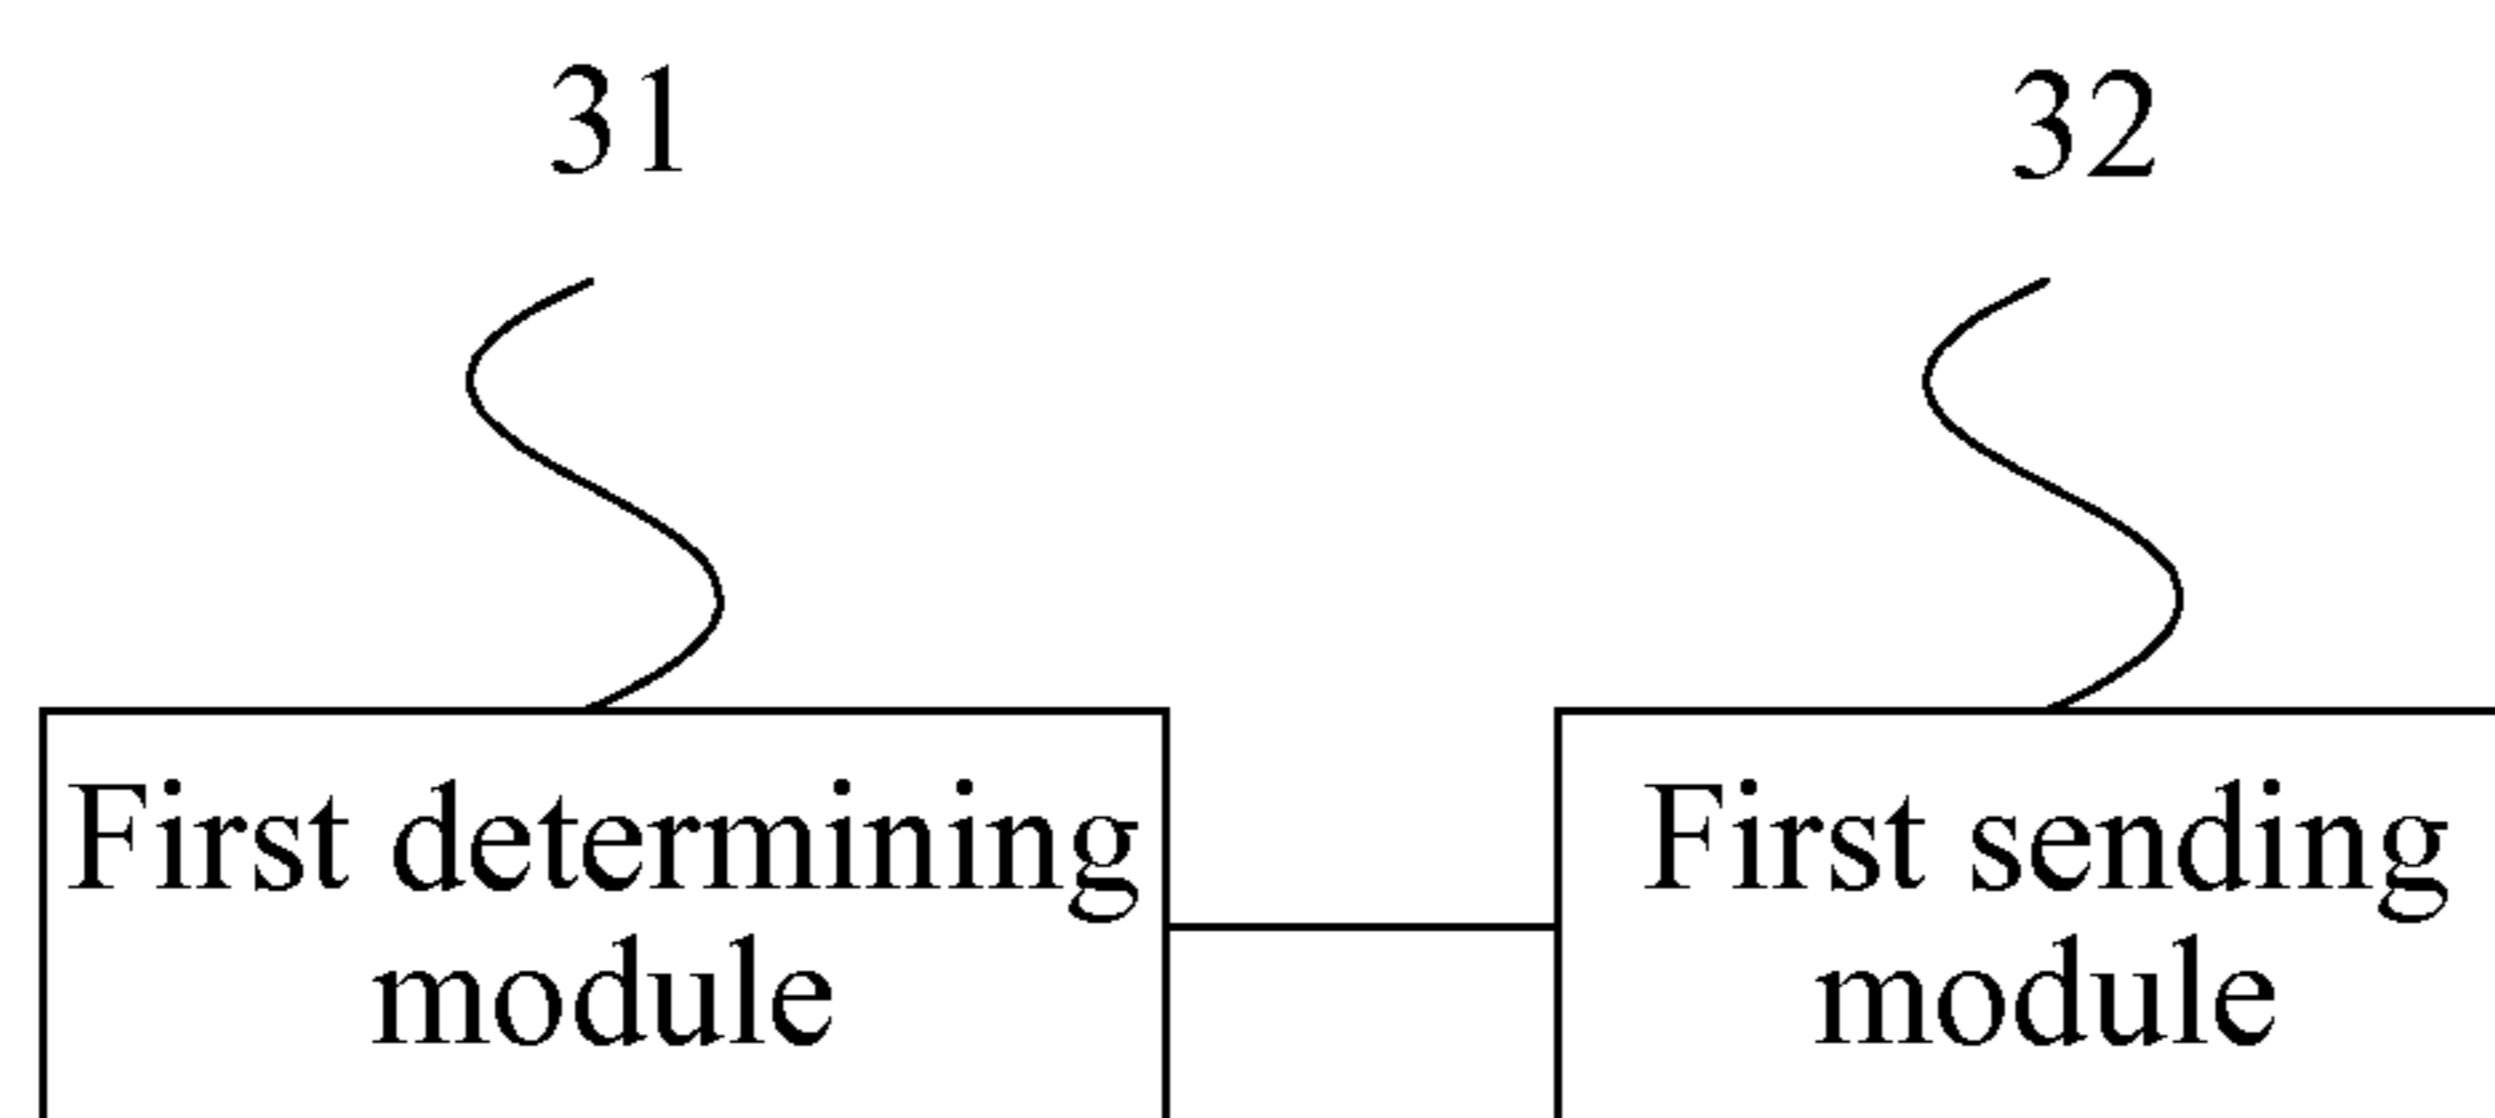 31
32
First determining
module
First sending
module